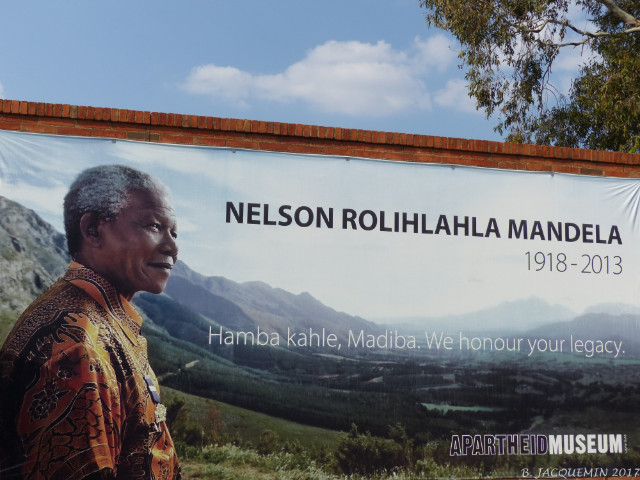 NELSON ROLIHLAHLA MANDELA
1918 - 2013
Hamba kahle, Madiba. We honour your legacy.
APARTHEIDMUSEUM
B. JACQUEMIN 2017